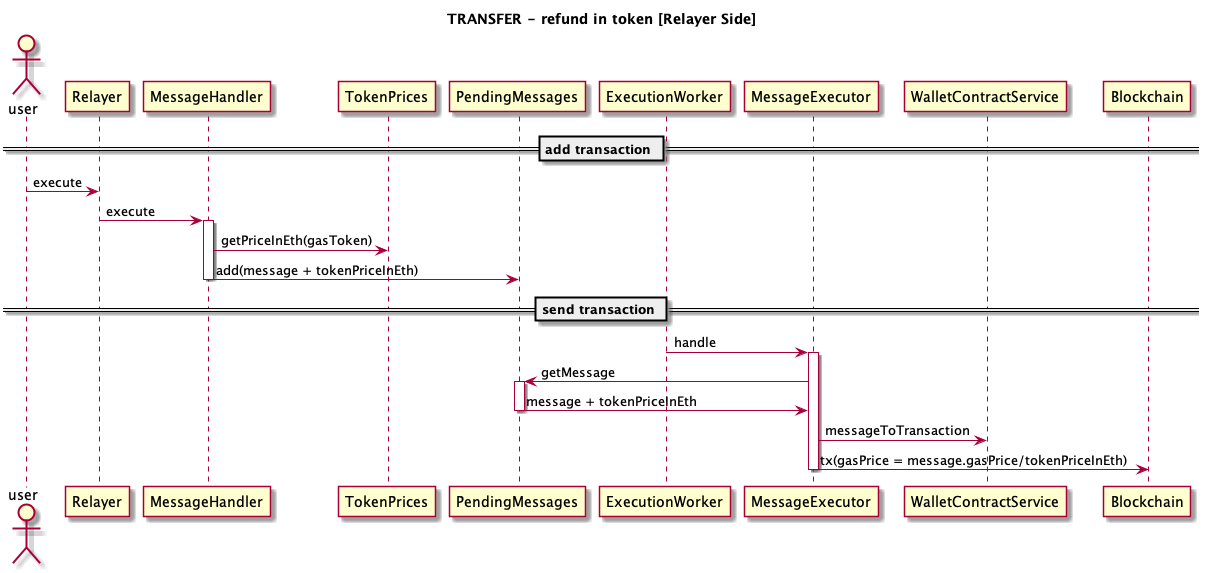 TRANSFER - refund in token [Relayer Side]
user
Relayer
MessageHandler
TokenPrices
PendingMessages
ExecutionWorker
MessageExecutor
WalletContractService
Blockchain
add transaction
execute
execute
getPriceInEth(gasToken)
add(message + tokenPriceInEth)
send transaction
handle
getMessage
message + tokenPriceInEth
messageToTransaction
tx(gasPrice = message.gasPrice/tokenPriceInEth)
user
Relayer
MessageHandler
TokenPrices
PendingMessages
ExecutionWorker
MessageExecutor
WalletContractService
Blockchain